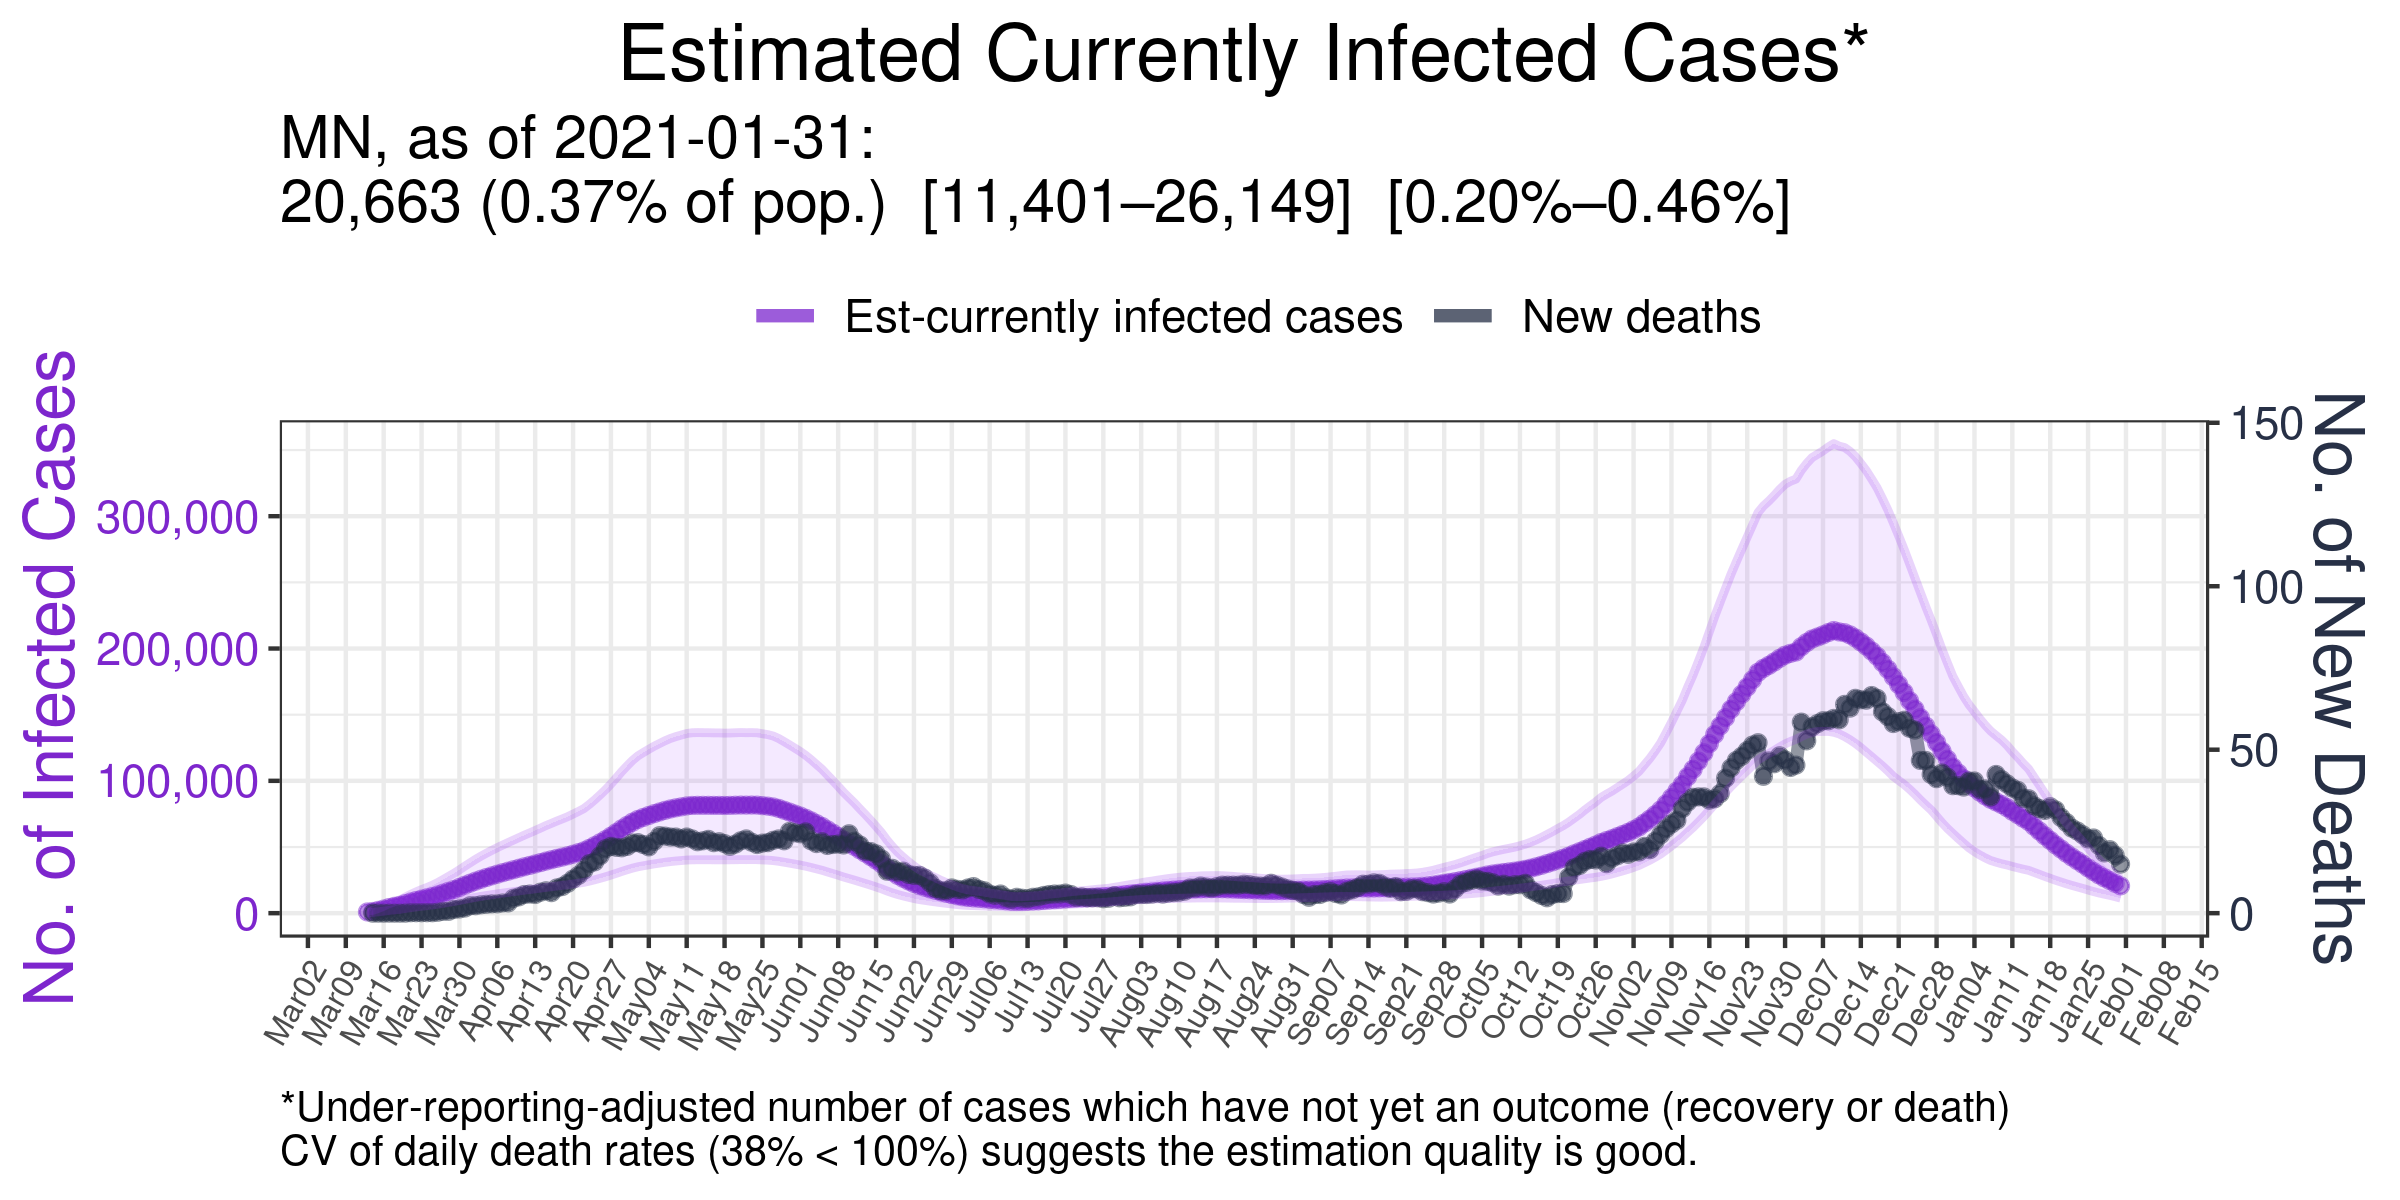 Estimated Currently Infected Cases*
MN, as of 2021-01-31:
20,663 (0.37% of pop.)  [11,401–26,149]  [0.20%–0.46%]
Est-currently infected cases
New deaths
No. of Infected Cases
300,000
200,000
100,000
0
150
100
50
0
No. of New Deaths
Mar02
Mar09
Mar16
Mar23
Mar30
Apr06
Apr13
Apr20
Apr27
May04
May11
May18
May25
Jun01
Jun08
Jun15
Jun22
Jun29
Jul06
Jul13
Jul20
Jul27
Aug03
Aug10
Aug17
Aug24
Aug31
Sep07
Sep14
Sep21
Sep28
Oct05
Oct12
Oct19
Oct26
Nov02
Nov09
Nov16
Nov23
Nov30
Dec07
Dec14
Dec21
Dec28
Jan04
Jan11
Jan18
Jan25
Feb01
Feb08
Feb15
*Under-reporting-adjusted number of cases which have not yet an outcome (recovery or death)
CV of daily death rates (38% < 100%) suggests the estimation quality is good.